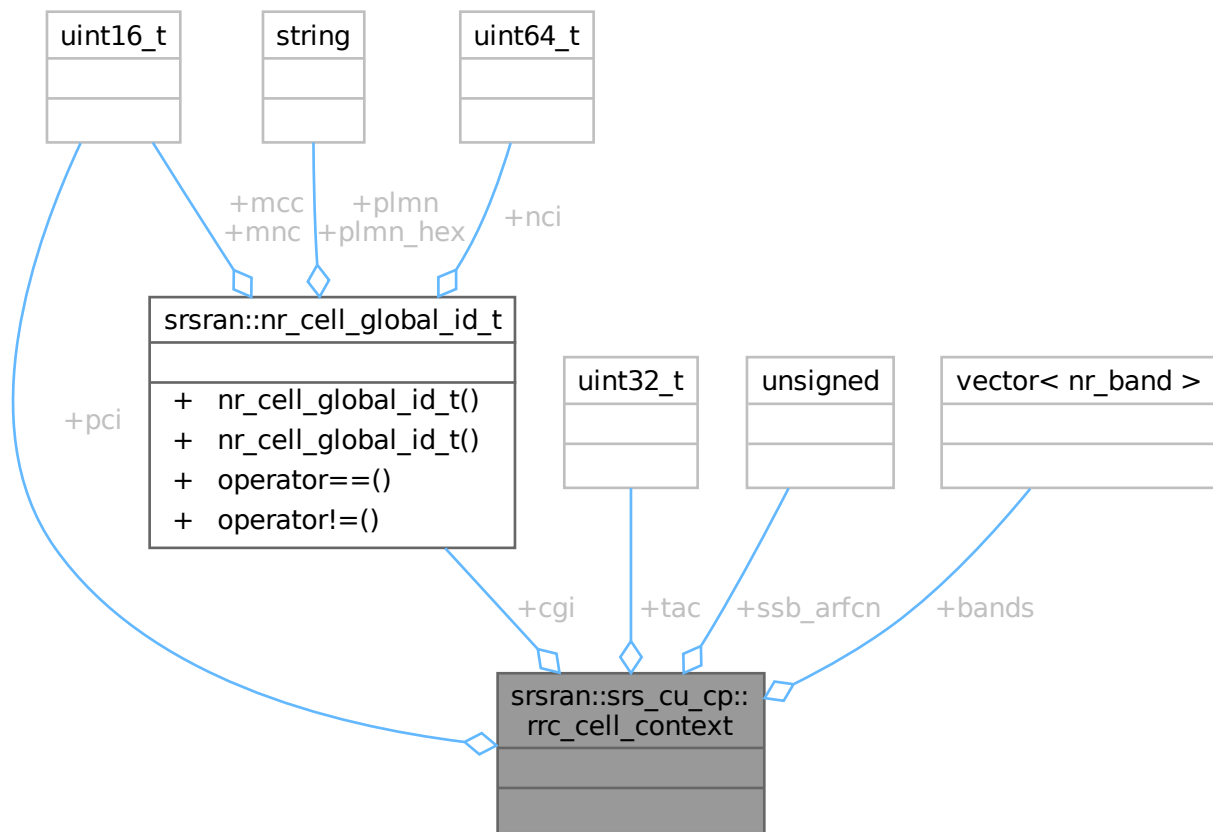 uint16_t
string
uint64_t
+mcc
+mnc
+plmn
+plmn_hex
+nci
srsran::nr_cell_global_id_t
+ nr_cell_global_id_t()
+ nr_cell_global_id_t()
+ operator==()
+ operator!=()
+pci
uint32_t
unsigned
vector< nr_band >
+cgi
+tac
+ssb_arfcn
+bands
srsran::srs_cu_cp::
rrc_cell_context